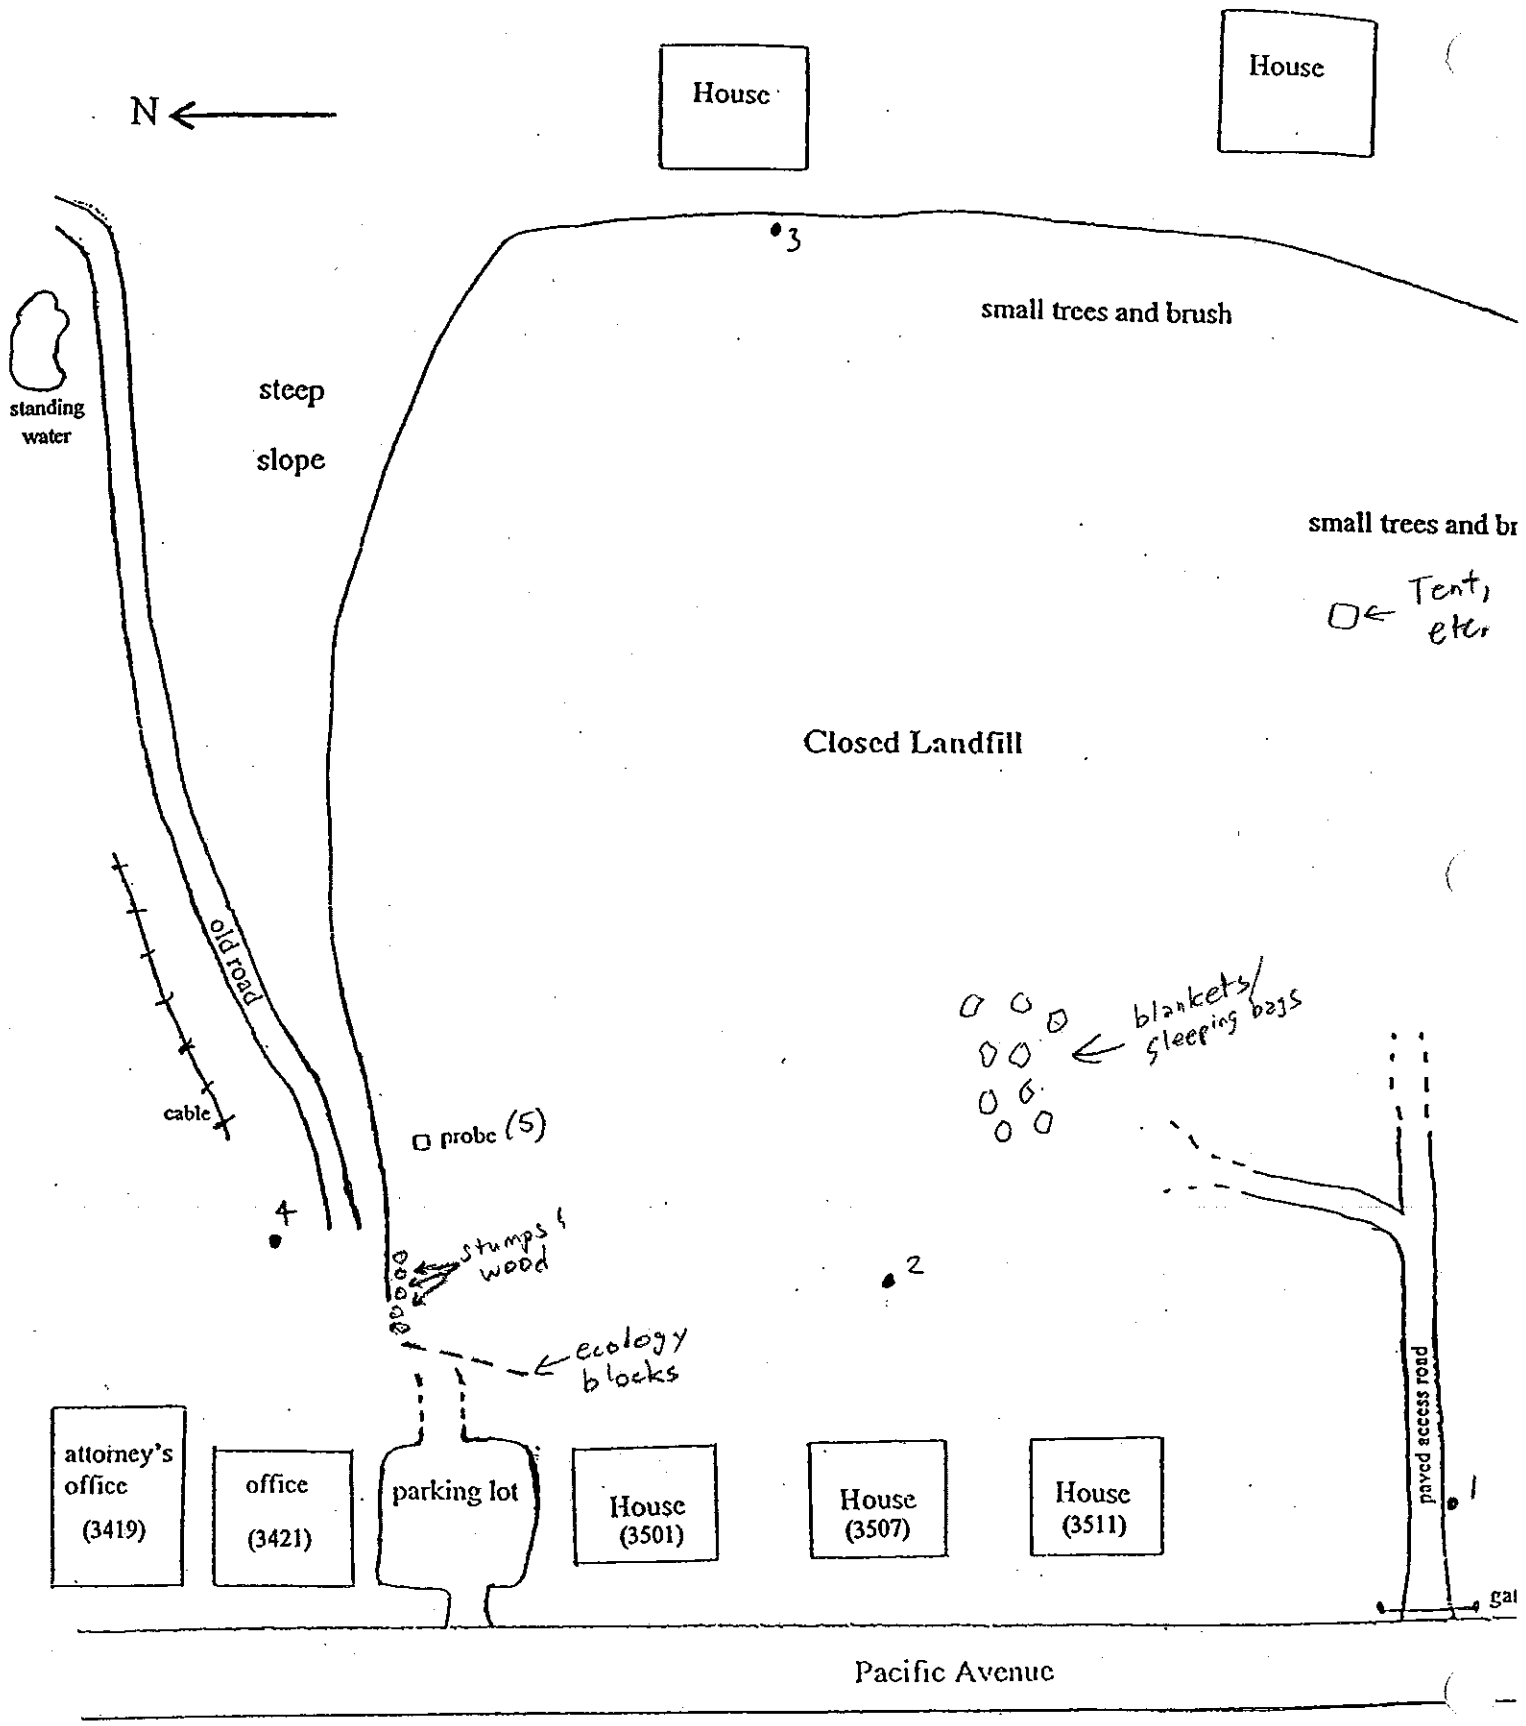 House
House
N
3
small trees and brush
steep
slope
standing
water
small trees and br
Tent,
etc.
Closed Landfill
old road
blankets/
sleeping bags
cable
probe (5)
4
stumps &
wood
2
ecology
blocks
paved access road
1
attorney's
office
(3419)
office
(3421)
parking lot
House
(3501)
House
(3507)
House
(3511)
gat
Pacific Avenue